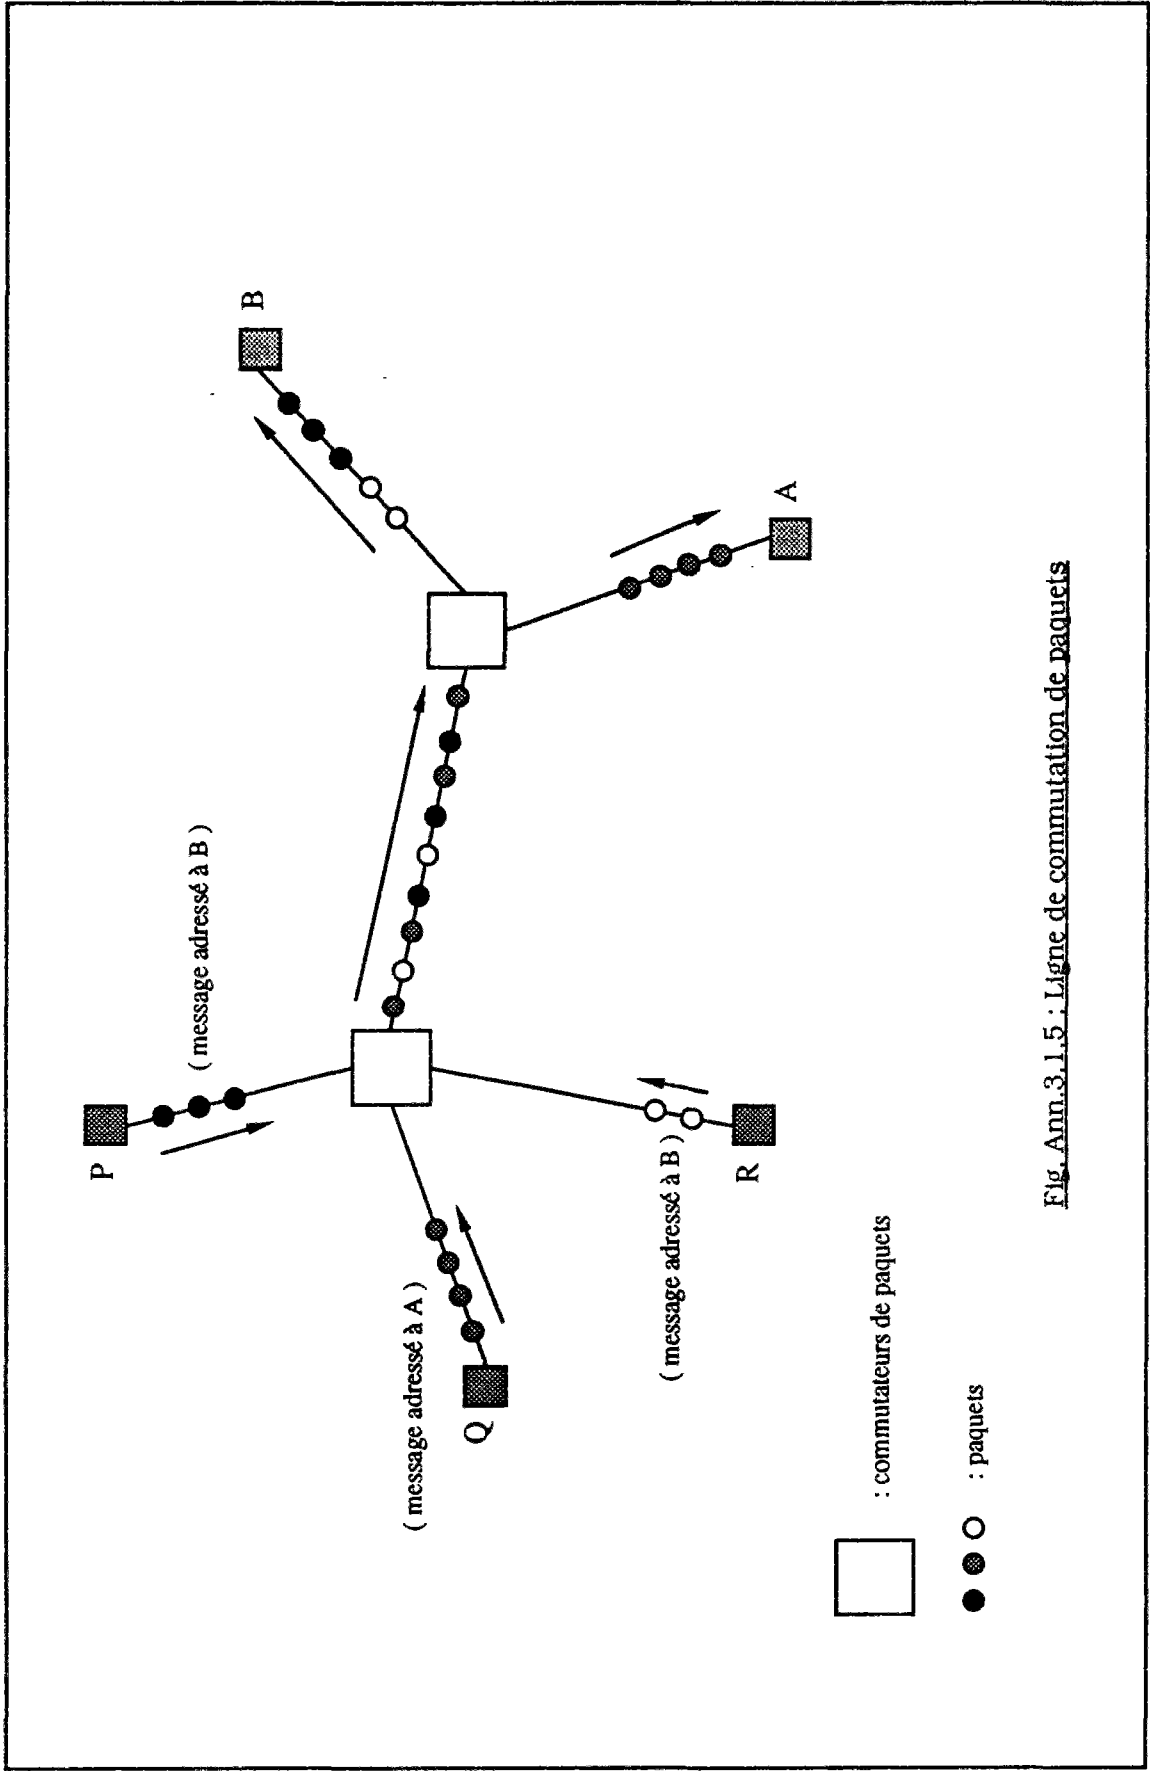 P
( message adressé à B )
B
( message adressé à A )
Q
A
( message adressé à B )
R
: commutateurs de paquets
: paquets
Fig. Ann.3.1.5 : Ligne de commutation de paquets